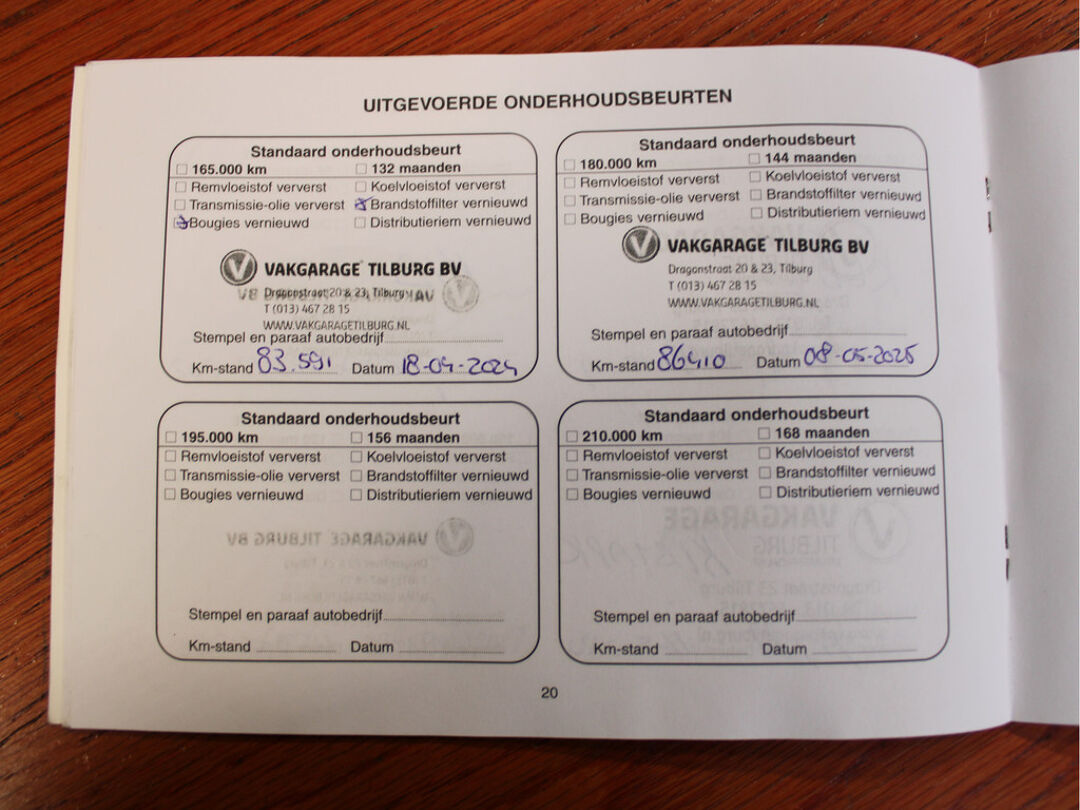 UITGEVOERDE ONDERHOUDSBEURTEN
Standaard onderhoudsbeurt
165.000 km 132 maanden
Remvloeistof ververst Koelvloeistof ververst
Transmissie-olie ververst Brandstoffilter vernieuwd
Bougies vernieuwd Distributieriem vernieuwd
VAKGARAGE TILBURG BV
Dragonstraat 20 & 23, Tilburg
T (013) 467 28 15
WWW.VAKGARAGETILBURG.NL
Stempel en paraaf autobedrijf
Km-stand 83.591 Datum 18-04-2024
Standaard onderhoudsbeurt
180.000 km 144 maanden
Remvloeistof ververst Koelvloeistof ververst
Transmissie-olie ververst Brandstoffilter vernieuwd
Bougies vernieuwd Distributieriem vernieuwd
VAKGARAGE TILBURG BV
Dragonstraat 20 & 23, Tilburg
T (013) 467 28 15
WWW.VAKGARAGETILBURG.NL
Stempel en paraaf autobedrijf
Km-stand 86410 Datum 08-05-2025
Standaard onderhoudsbeurt
195.000 km 156 maanden
Remvloeistof ververst Koelvloeistof ververst
Transmissie-olie ververst Brandstoffilter vernieuwd
Bougies vernieuwd Distributieriem vernieuwd
Stempel en paraaf autobedrijf
Km-stand Datum
Standaard onderhoudsbeurt
210.000 km 168 maanden
Remvloeistof ververst Koelvloeistof ververst
Transmissie-olie ververst Brandstoffilter vernieuwd
Bougies vernieuwd Distributieriem vernieuwd
Stempel en paraaf autobedrijf
Km-stand Datum
20